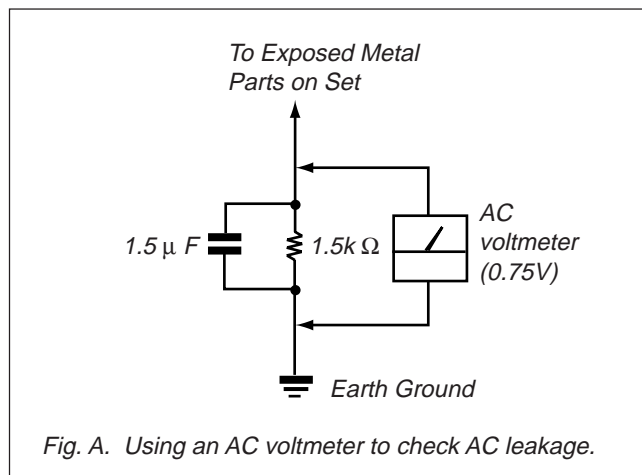 To Exposed Metal
Parts on Set
1.5 μ F
1.5k Ω
AC
voltmeter
(0.75V)
Earth Ground
Fig. A. Using an AC voltmeter to check AC leakage.